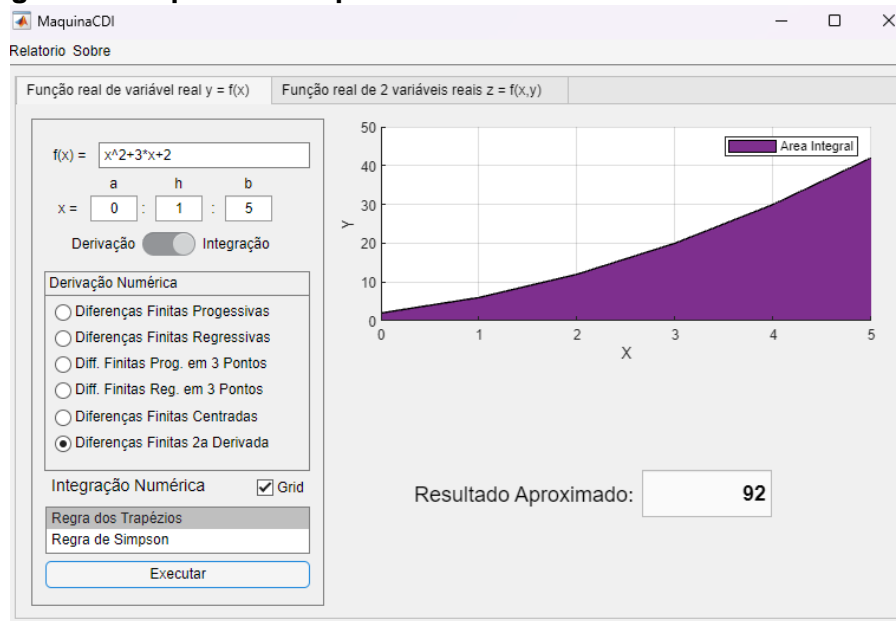 MaquinaCDI
Relatorio Sobre
Função real de variável real y = f(x)
Função real de 2 variáveis reais z = f(x,y)
f(x) = x^2+3*x+2
a h b
x = 0 : 1 : 5
Derivação Integração
Derivação Numérica
Diferenças Finitas Progessivas
Diferenças Finitas Regressivas
Diff. Finitas Prog. em 3 Pontos
Diff. Finitas Reg. em 3 Pontos
Diferenças Finitas Centradas
Diferenças Finitas 2a Derivada
Integração Numérica Grid
Regra dos Trapézios
Regra de Simpson
Executar
Area Integral
50
40
30
20
10
0
Y
0 1 2 3 4 5
X
Resultado Aproximado: 92